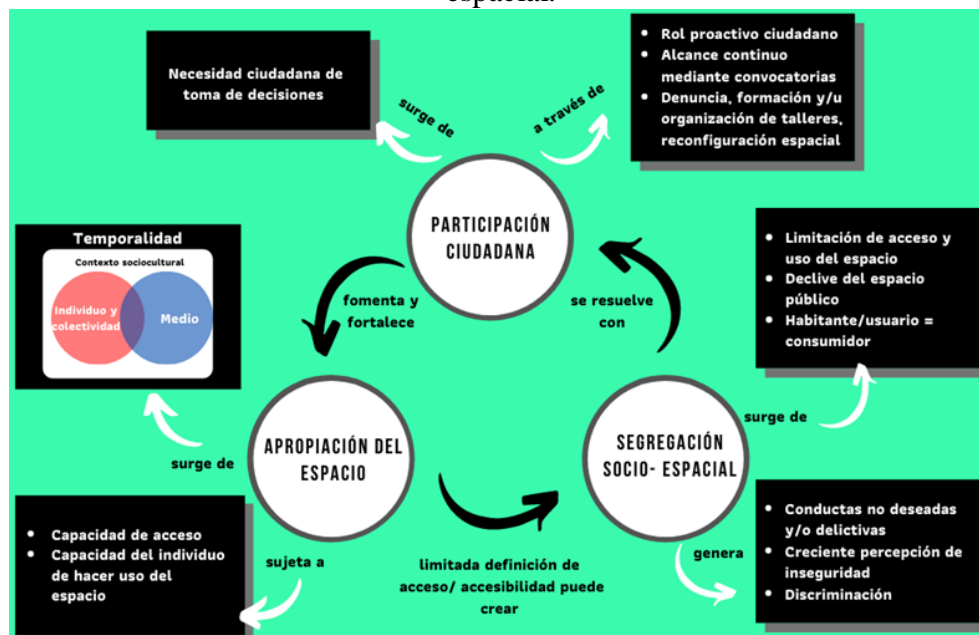 espacial.
Necesidad ciudadana de
toma de decisiones
surge de
a través de
• Rol proactivo ciudadano
• Alcance continuo
mediante convocatorias
• Denuncia, formación y/u
organización de talleres,
reconfiguración espacial
PARTICIPACIÓN
CIUDADANA
Temporalidad
Contexto sociocultural
Individuo y
colectividad
Medio
fomenta y
fortalece
se resuelve
con
• Limitación de acceso y
uso del espacio
• Declive del espacio
público
• Habitante/usuario =
consumidor
surge de
APROPIACIÓN DEL
ESPACIO
SEGREGACIÓN
SOCIO- ESPACIAL
surge de
• Capacidad de acceso
• Capacidad del individuo
de hacer uso del
espacio
sujeta a
limitada definición de
acceso/ accesibilidad puede
crear
genera
• Conductas no deseadas
y/o delictivas
• Creciente percepción de
inseguridad
• Discriminación